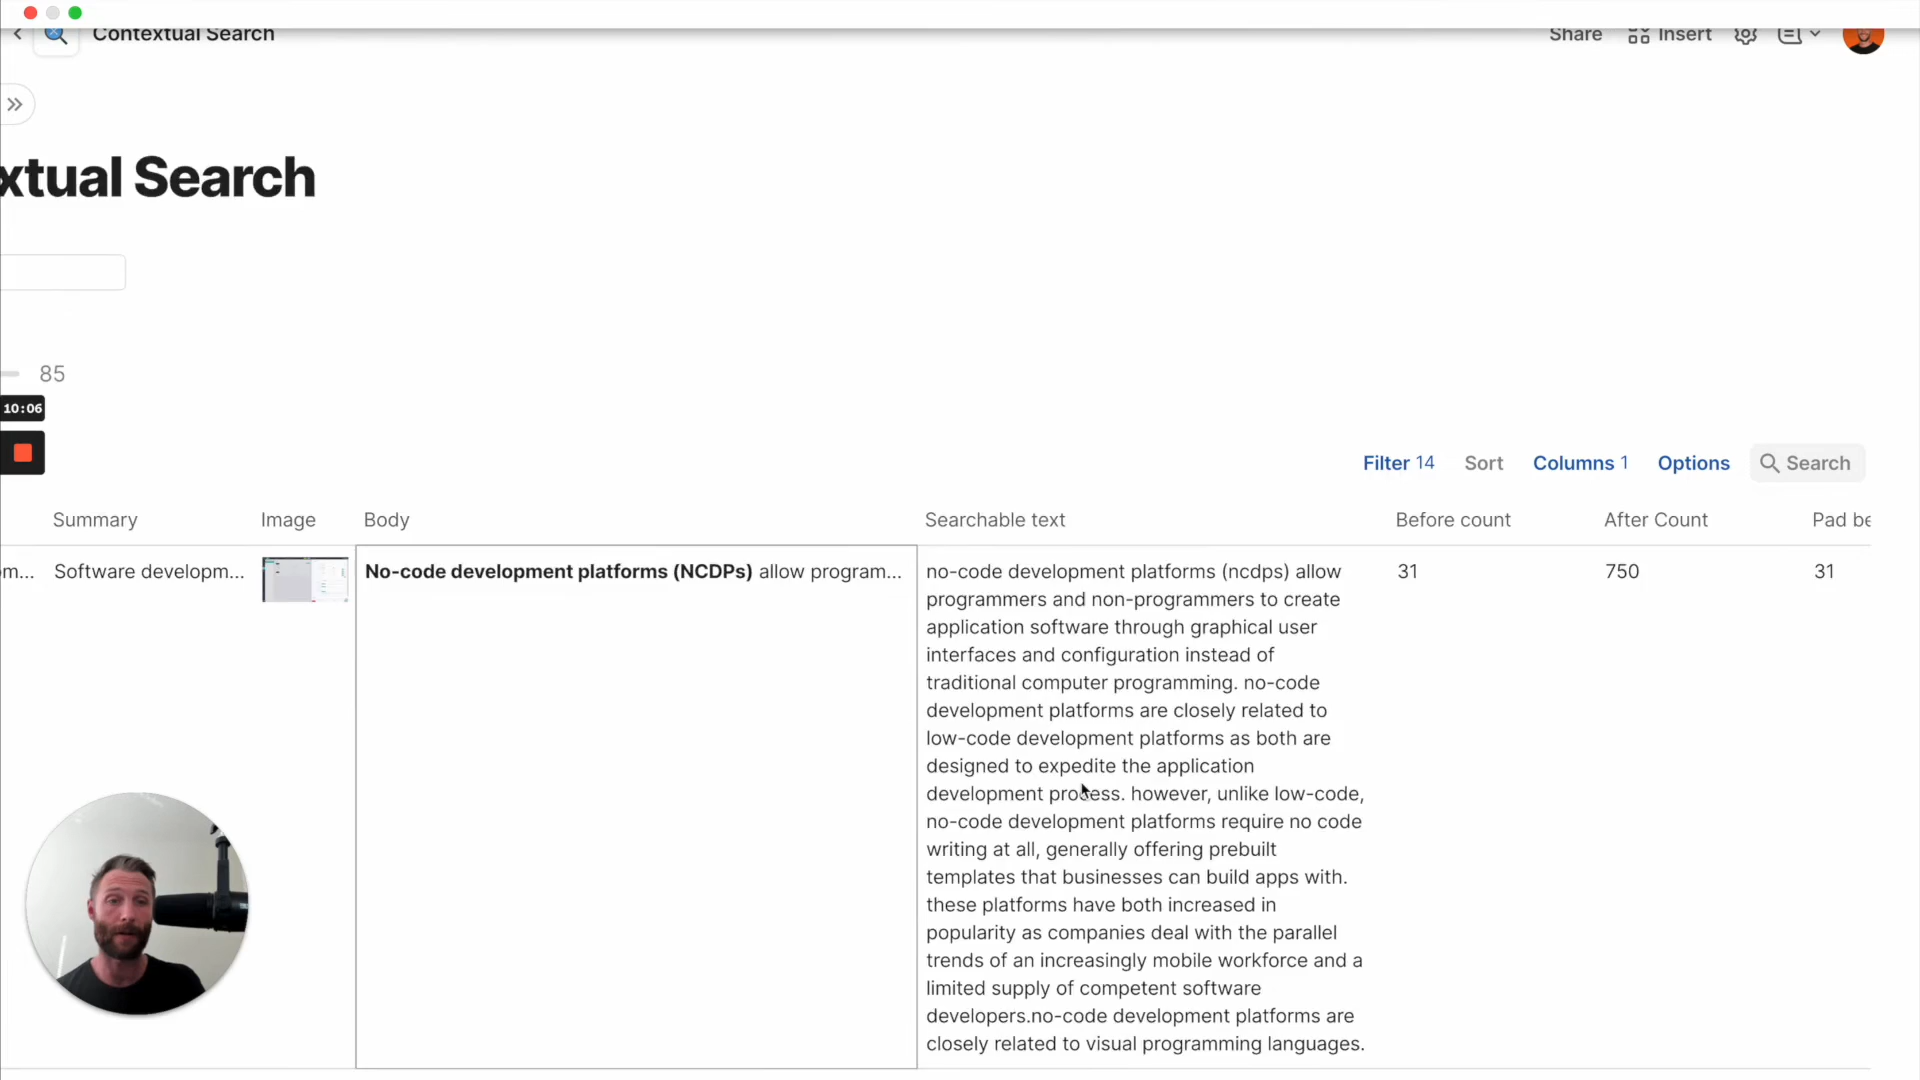 Contextual Search
Share
Insert
xtual Search
85
10:06
Filter 14
Sort
Columns 1
Options
Search
Summary
Image
Body
Searchable text
Before count
After Count
Pad be
m...
Software developm...
No-code development platforms (NCDPs) allow program...
no-code development platforms (ncdps) allow
programmers and non-programmers to create
application software through graphical user
interfaces and configuration instead of
traditional computer programming. no-code
development platforms are closely related to
low-code development platforms as both are
designed to expedite the application
development process. however, unlike low-code,
no-code development platforms require no code
writing at all, generally offering prebuilt
templates that businesses can build apps with.
these platforms have both increased in
popularity as companies deal with the parallel
trends of an increasingly mobile workforce and a
limited supply of competent software
developers.no-code development platforms are
closely related to visual programming languages.
31
750
31